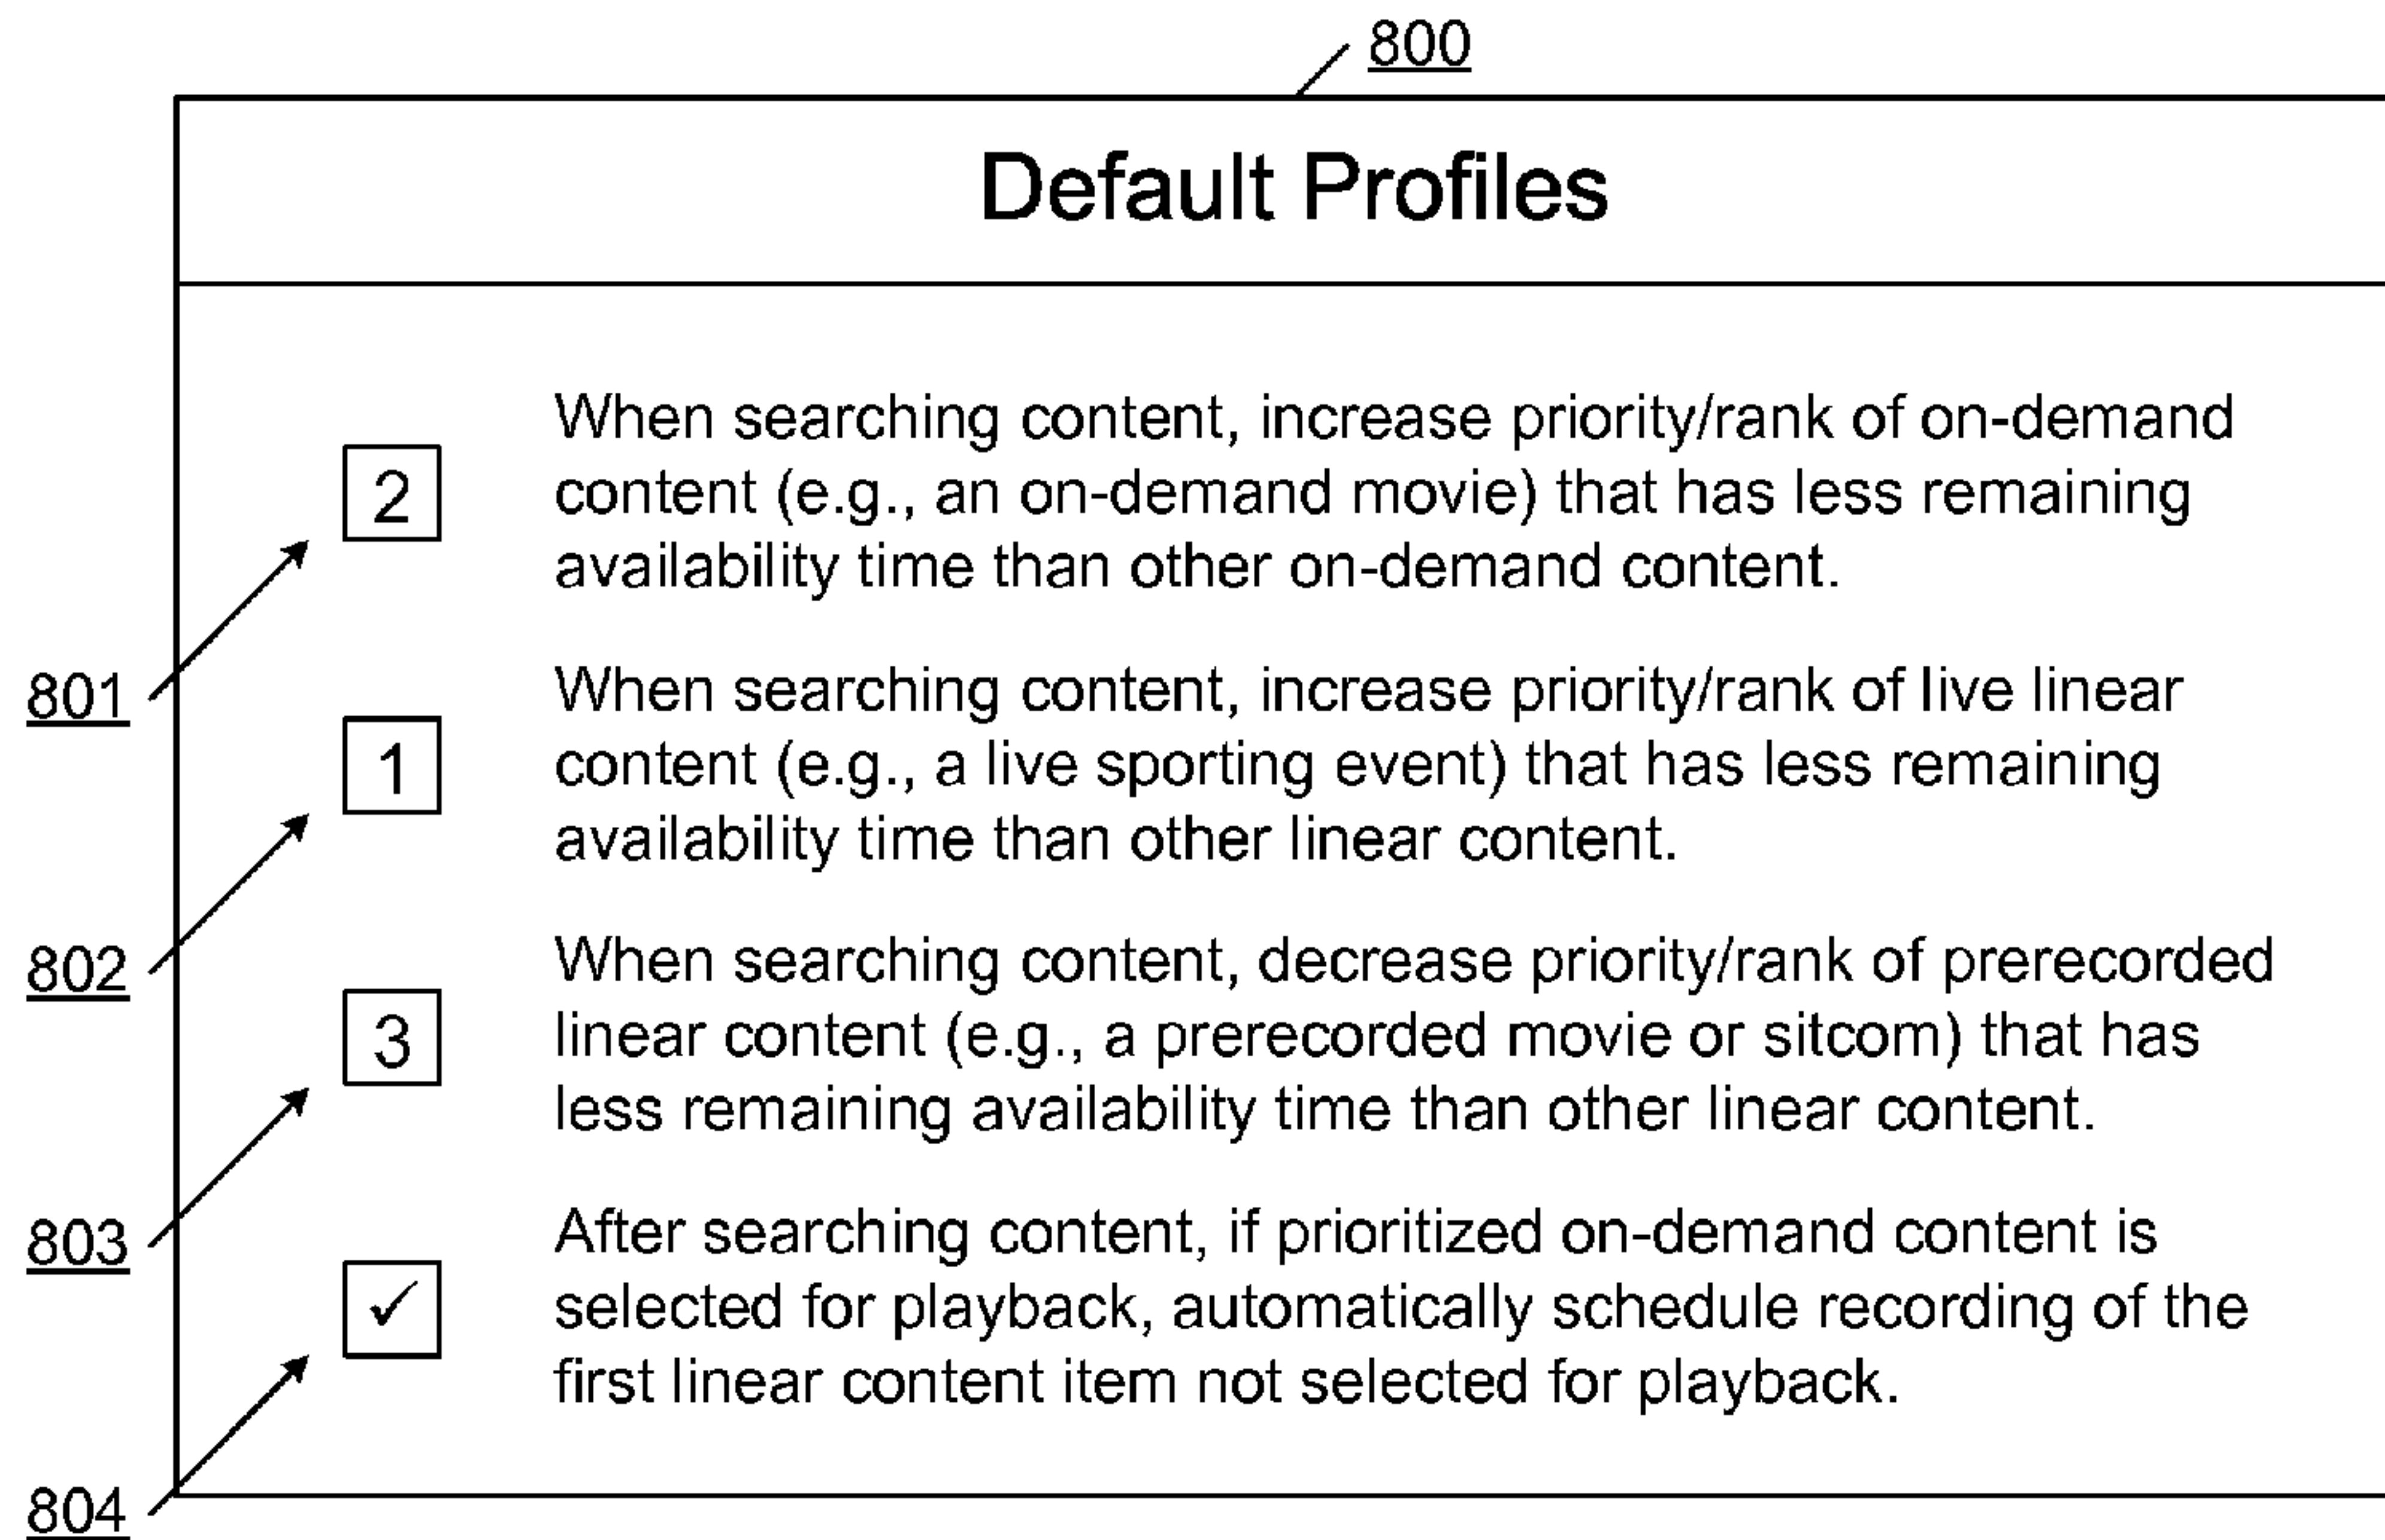 800
Default Profiles
When searching content, increase priority/rank of on-demand
2
content (e.g., an on-demand movie) that has less remaining
availability time than other on-demand content.
801
When searching content, increase priority/rank of live linear
1
content (e.g., a live sporting event) that has less remaining
availability time than other linear content.
802
When searching content, decrease priority/rank of prerecorded
3
linear content (e.g., a prerecorded movie or sitcom) that has
less remaining availability time than other linear content.
803
After searching content, if prioritized on-demand content is
✓
selected for playback, automatically schedule recording of the
first linear content item not selected for playback.
804